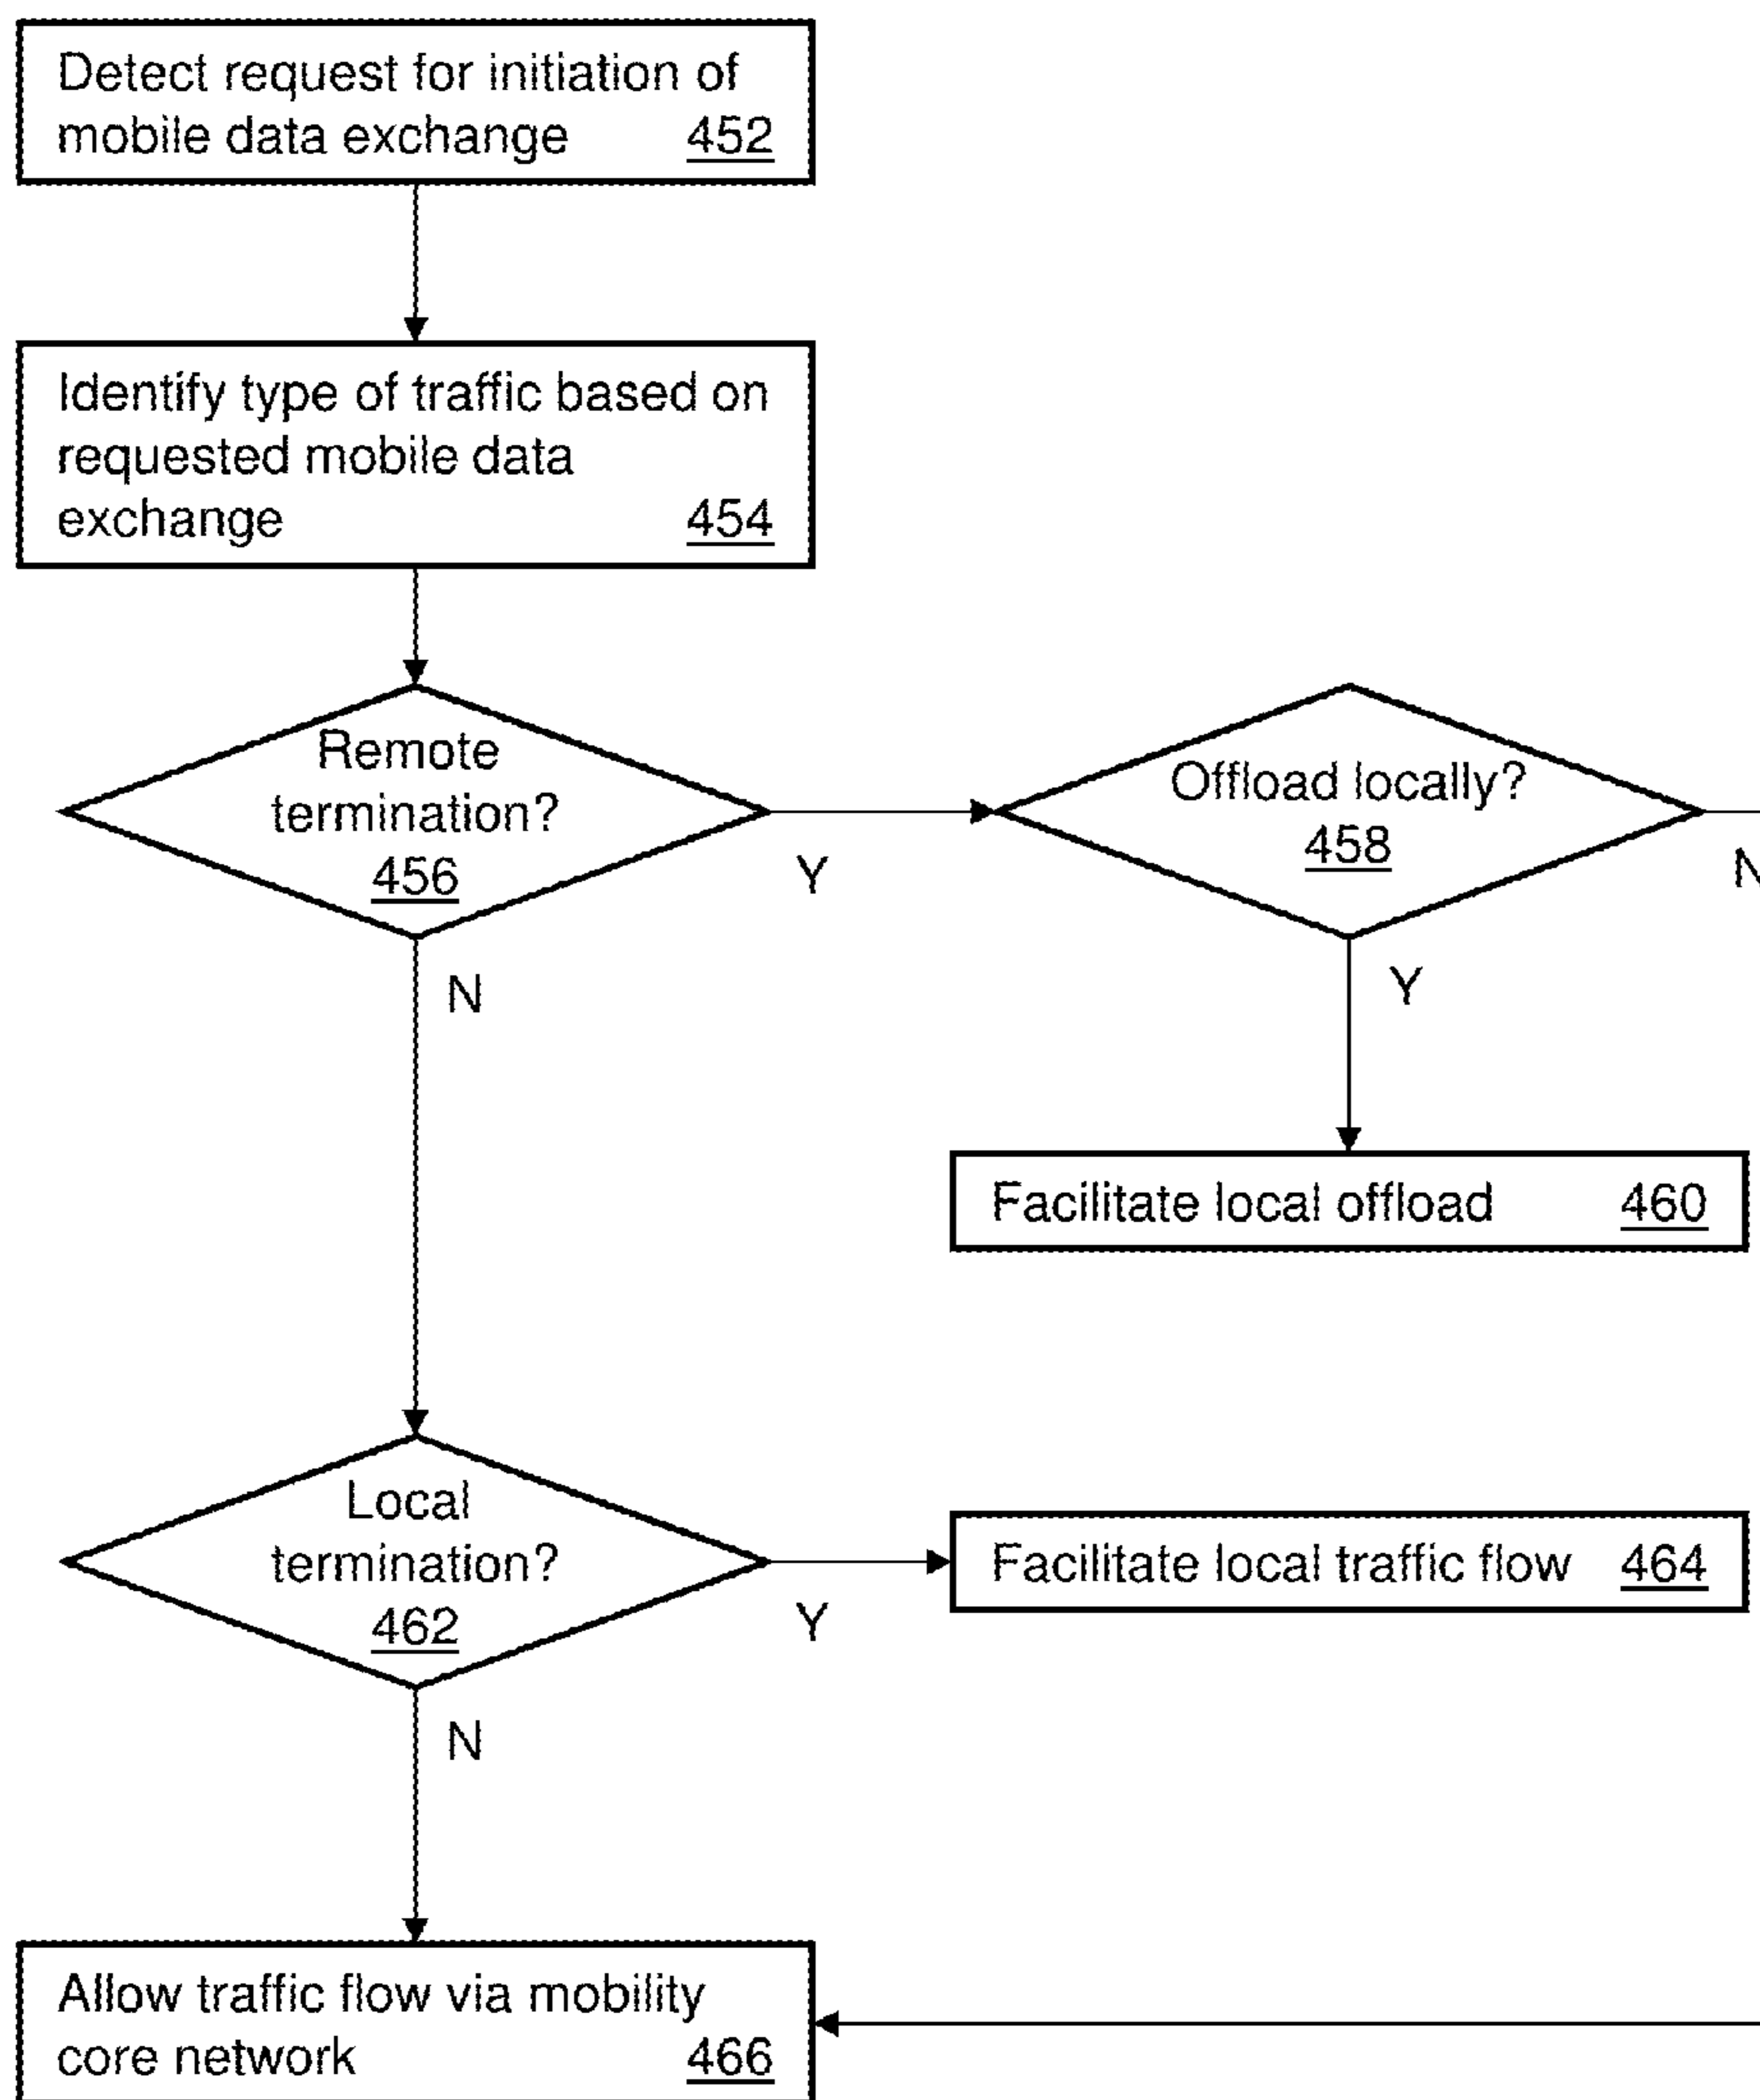 Detect request for initiation of
mobile data exchange 452
Identify type of traffic based on
requested mobile data
exchange 454
Remote
termination?
456
Y
N
Offload locally?
458
N
Y
Facilitate local offload 460
Local
termination?
462
Y
N
Facilitate local traffic flow 464
Allow traffic flow via mobility
core network 466